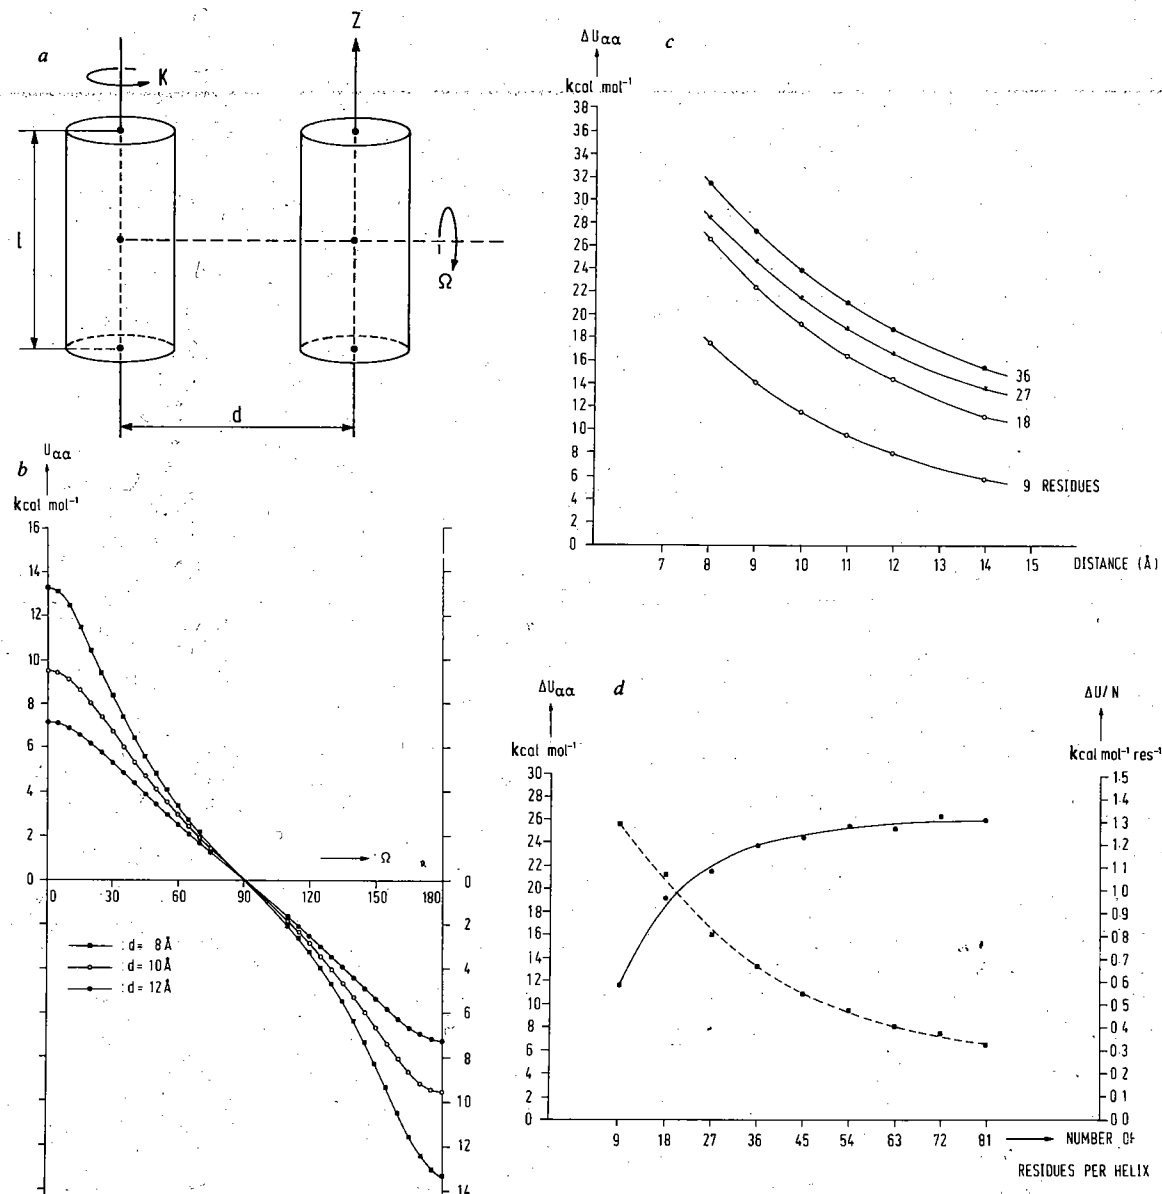 a
Z
K
l
Ω
d
b
Uαα
kcal mol⁻¹
16
14
12
10
8
6
4
2
0
0 30 60 90 120 150 180
Ω
0
2
4
6
8
10
12
14
: d = 8 Å
: d = 10 Å
: d = 12 Å
c
ΔUαα
kcal mol⁻¹
38
36
34
32
30
28
26
24
22
20
18
16
14
12
10
8
6
4
2
0
36
27
18
9 RESIDUES
7 8 9 10 11 12 13 14 15 DISTANCE (Å)
d
ΔUαα
kcal mol⁻¹
30
28
26
24
22
20
18
16
14
12
10
8
6
4
2
0
ΔU/N
kcal mol⁻¹ res⁻¹
1.5
1.4
1.3
1.2
1.1
1.0
0.9
0.8
0.7
0.6
0.5
0.4
0.3
0.2
0.1
0.0
9 18 27 36 45 54 63 72 81 NUMBER OF
RESIDUES PER HELIX